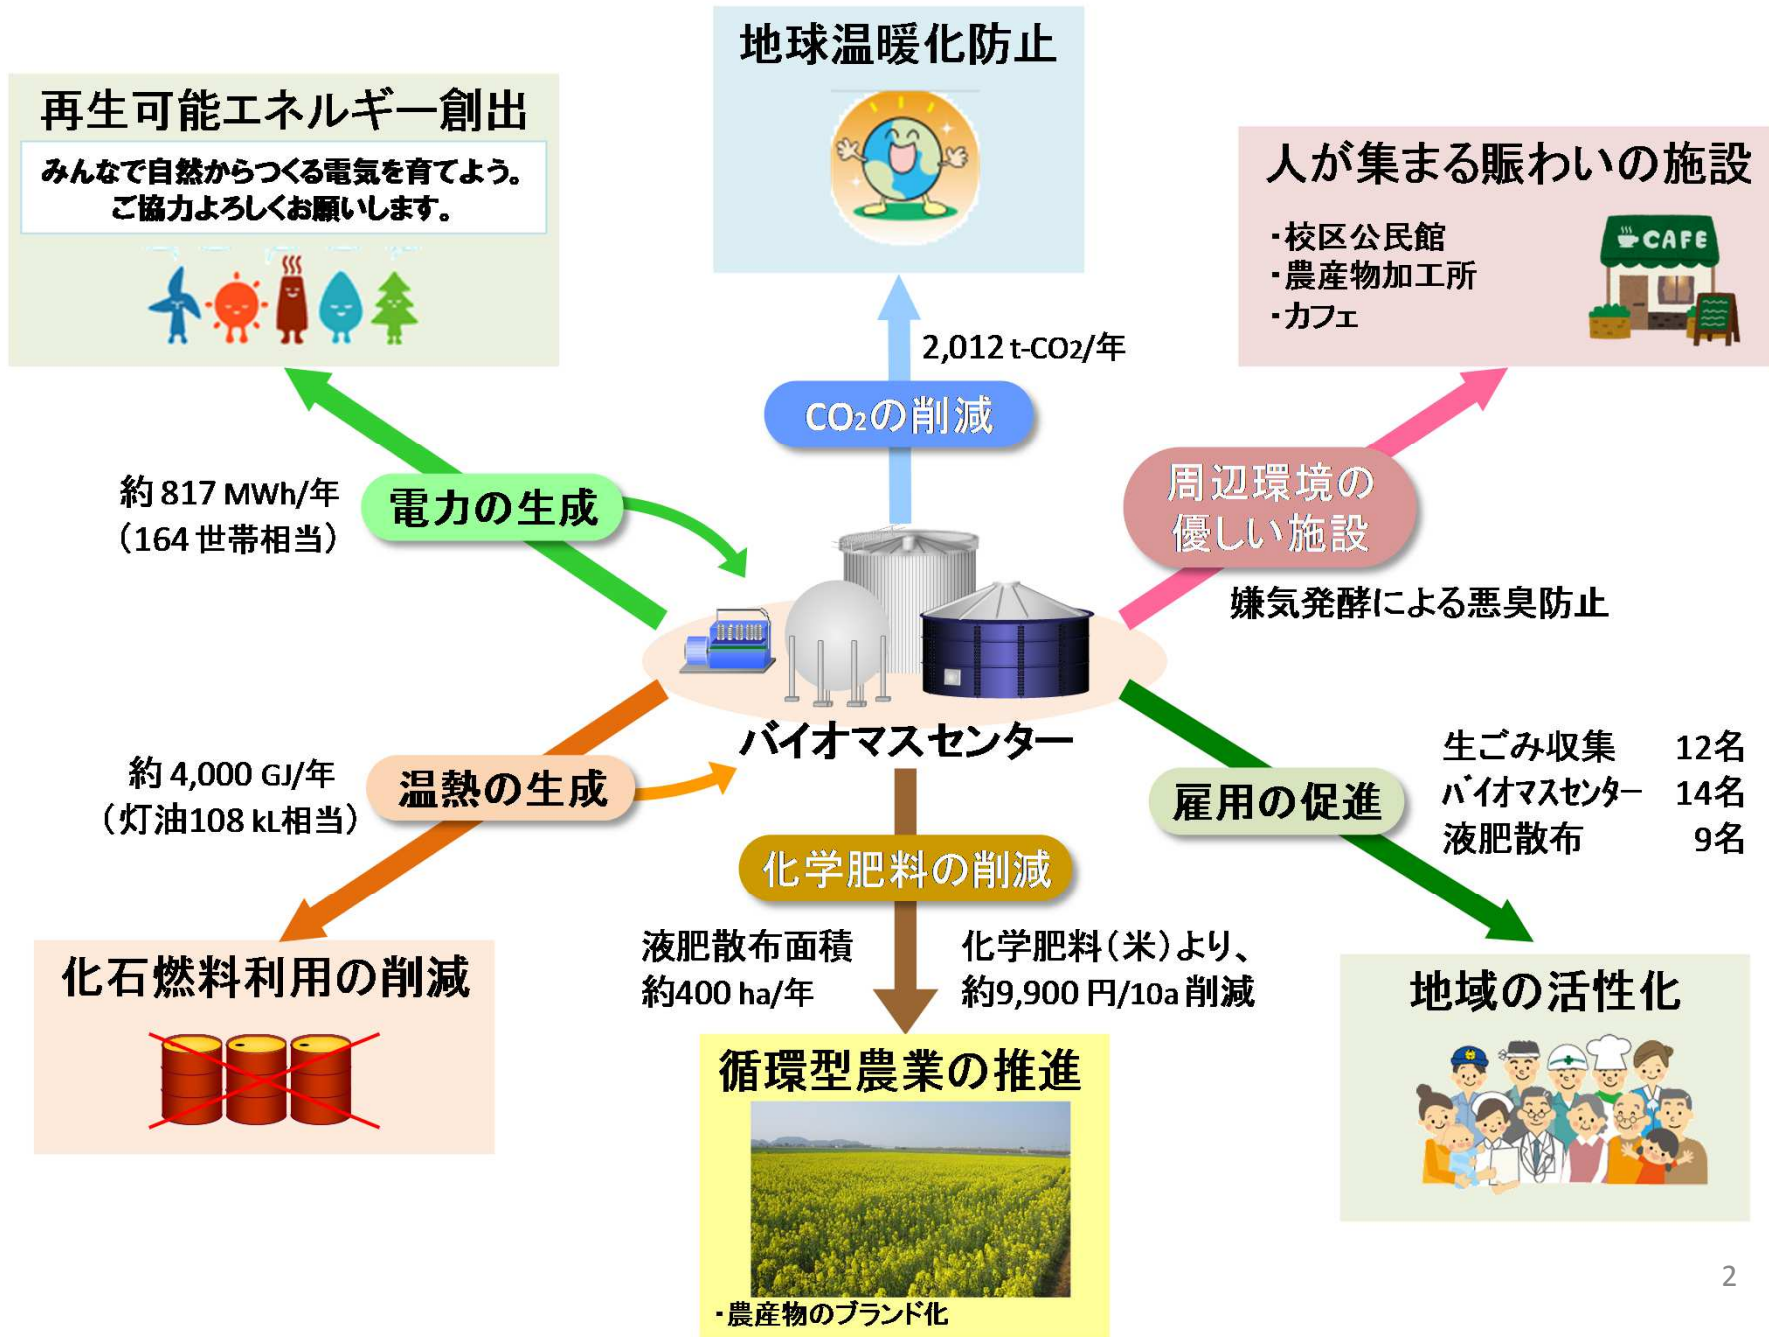 地球温暖化防止
再生可能エネルギー創出
みんなで自然からつくる電気を育てよう。
ご協力よろしくお願いします。
人が集まる賑わいの施設
・校区公民館
・農産物加工所
・カフェ
CAFE
2,012 t-CO2/年
CO2の削減
約 817 MWh/年
（164 世帯相当）
電力の生成
周辺環境の
優しい施設
嫌気発酵による悪臭防止
バイオマスセンター
約 4,000 GJ/年
（灯油108 kL相当）
温熱の生成
雇用の促進
生ごみ収集 12名
バイオマスセンター 14名
液肥散布 9名
化学肥料の削減
液肥散布面積
約400 ha/年
化学肥料（米）より、
約9,900 円/10a 削減
化石燃料利用の削減
循環型農業の推進
・農産物のブランド化
地域の活性化
2